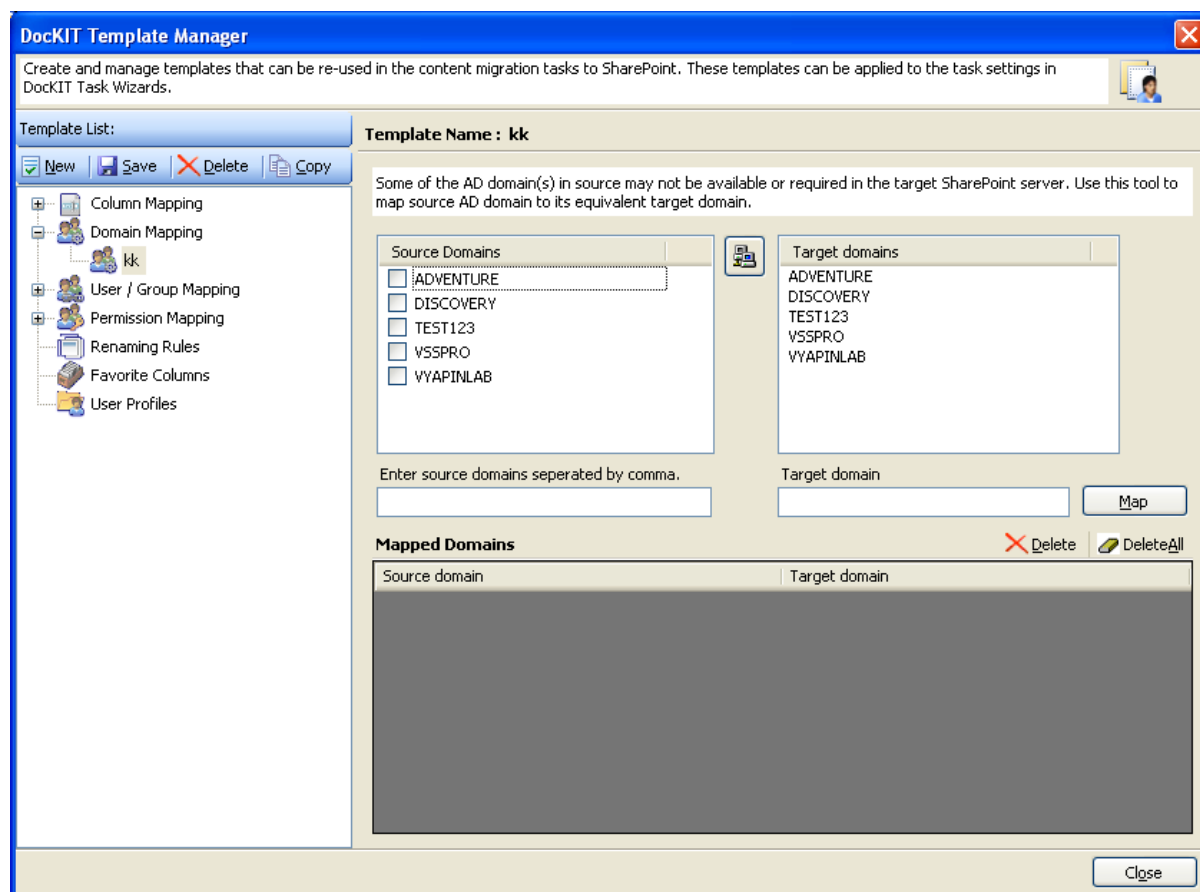 DocKIT Template Manager
Create and manage templates that can be re-used in the content migration tasks to SharePoint. These templates can be applied to the task settings in
DocKIT Task Wizards.
Template List:
New Save Delete Copy
Column Mapping
Domain Mapping
kk
User / Group Mapping
Permission Mapping
Renaming Rules
Favorite Columns
User Profiles
Template Name : kk
Some of the AD domain(s) in source may not be available or required in the target SharePoint server. Use this tool to
map source AD domain to its equivalent target domain.
Source Domains
ADVENTURE
DISCOVERY
TEST123
VSSPRO
VYAPINLAB
Target domains
ADVENTURE
DISCOVERY
TEST123
VSSPRO
VYAPINLAB
Enter source domains seperated by comma.
Target domain
Map
Mapped Domains
Delete DeleteAll
Source domain Target domain
Close